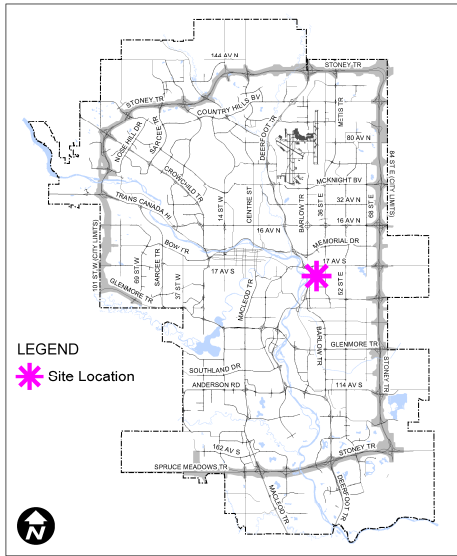 144 AV N
STONEY TR
STONEY TR
COUNTRY HILLS BV
METIS TR
NOSE HILL DR
SARCEE TR
DEERFOOT TR
80 AV N
CROWCHILD TR
MCKNIGHT BV
84 ST E (CITY LIMITS)
TRANS CANADA HI
14 ST W
CENTRE ST
BARLOW TR
36 ST E
32 AV N
68 ST E
16 AV N
16 AV N
MEMORIAL DR
BOW TR
101 ST W (CITY LIMITS)
69 ST W
SARCEE TR
37 ST W
17 AV S
17 AV S
52 ST E
GLENMORE TR
MACLEOD TR
BARLOW TR
GLENMORE TR
LEGEND
Site Location
SOUTHLAND DR
ANDERSON RD
114 AV S
STONEY TR
162 AV S
STONEY TR
SPRUCE MEADOWS TR
MACLEOD TR
DEERFOOT TR
N